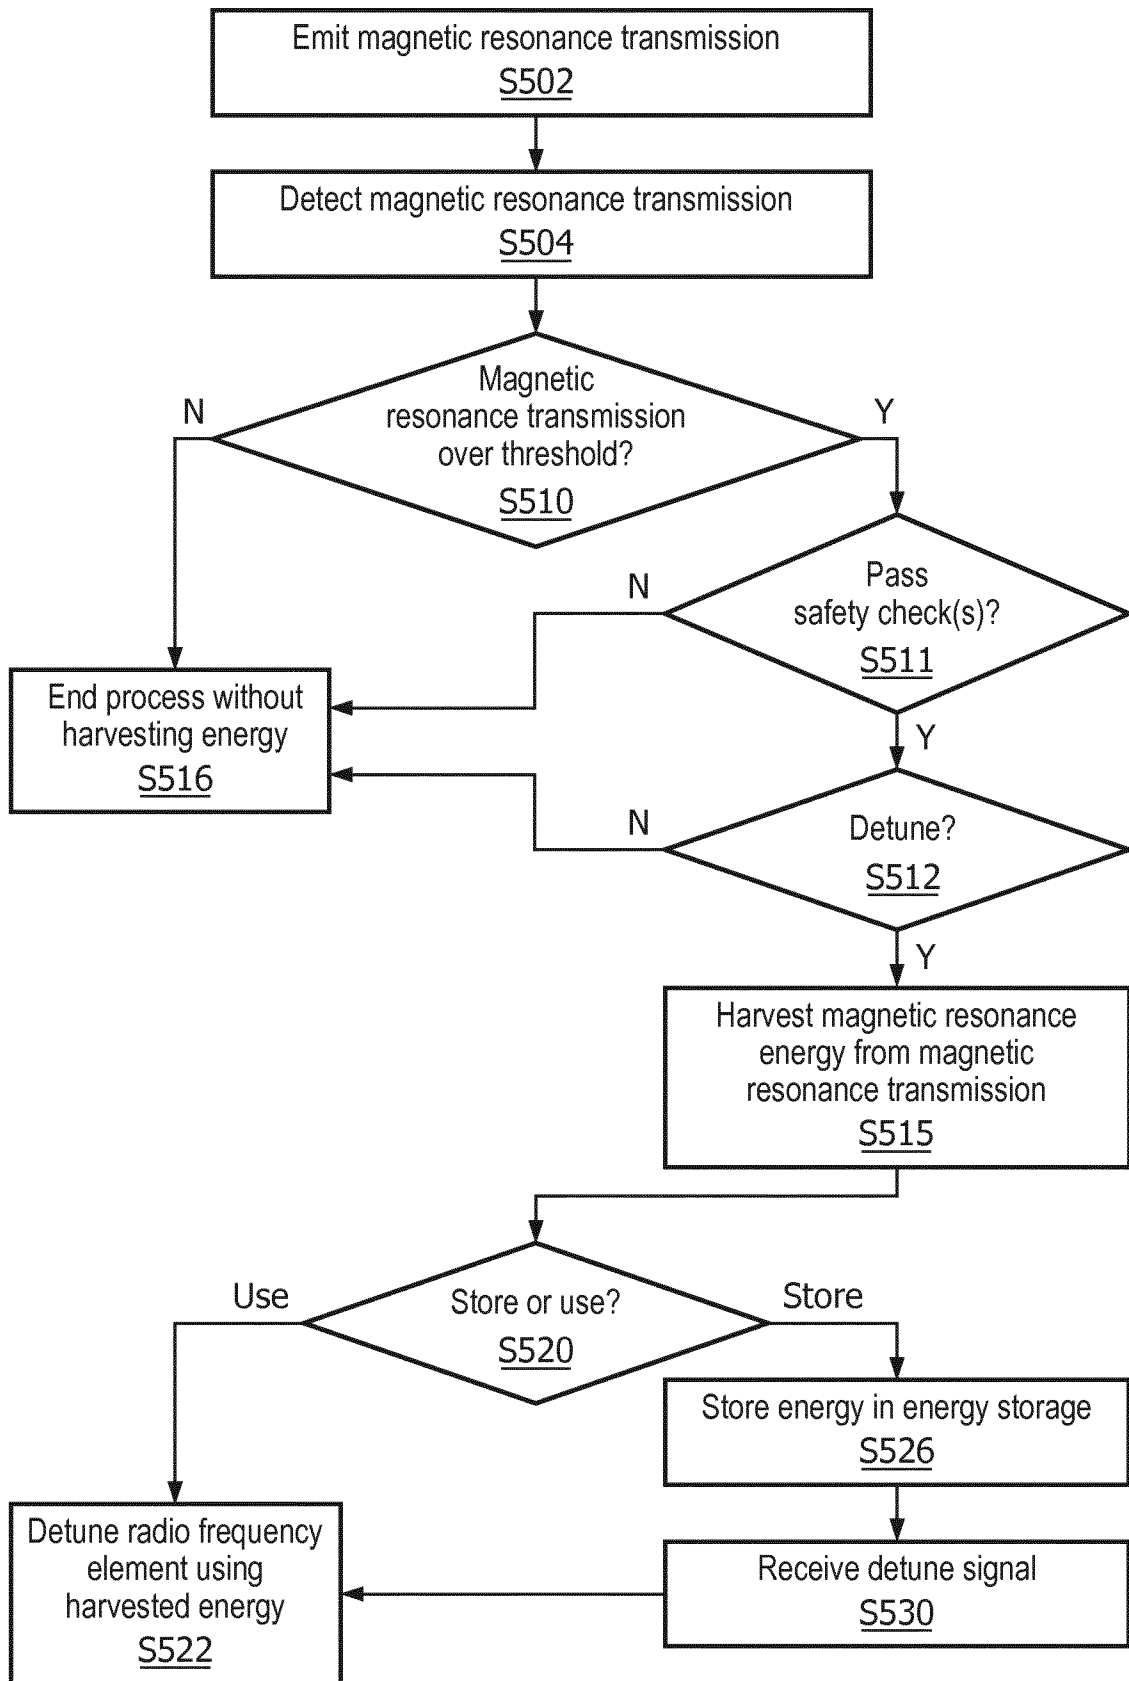 Emit magnetic resonance transmission
S502
Detect magnetic resonance transmission
S504
Magnetic
resonance transmission
over threshold?
S510
N
Y
Pass
safety check(s)?
S511
N
Y
End process without
harvesting energy
S516
Detune?
S512
N
Y
Harvest magnetic resonance
energy from magnetic
resonance transmission
S515
Store or use?
S520
Use
Store
Store energy in energy storage
S526
Receive detune signal
S530
Detune radio frequency
element using
harvested energy
S522